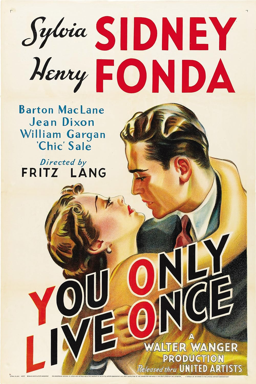 Sylvia SIDNEY
Henry FONDA
Barton MacLane
Jean Dixon
William Gargan
'Chic' Sale
Directed by
FRITZ LANG
YOU ONLY
LIVE ONCE
A
WALTER WANGER
PRODUCTION
Released thru UNITED ARTISTS